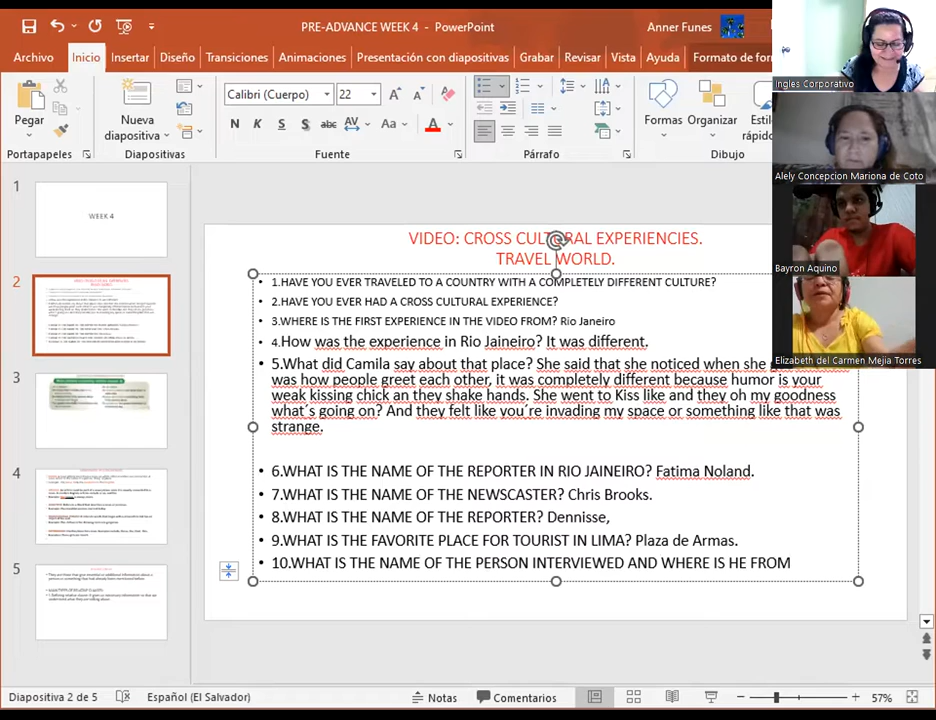 PRE-ADVANCE WEEK 4 - PowerPoint
Anner Funes
Archivo Inicio Insertar Diseño Transiciones Animaciones Presentación con diapositivas Grabar Revisar Vista Ayuda Formato de for
Pegar
Nueva diapositiva
Calibri (Cuerpo) 22
N K S S abc AV Aa A
Formas Organizar Estil rápid
Portapapeles Diapositivas Fuente Párrafo Dibujo
Ingles Corporativo
Alely Concepcion Mariona de Coto
Bayron Aquino
Elizabeth del Carmen Mejia Torres
1
WEEK 4
2
3
4
5
VIDEO: CROSS CULTURAL EXPERIENCIES.
TRAVEL WORLD.
• 1.HAVE YOU EVER TRAVELED TO A COUNTRY WITH A COMPLETELY DIFFERENT CULTURE?
• 2.HAVE YOU EVER HAD A CROSS CULTURAL EXPERIENCE?
• 3.WHERE IS THE FIRST EXPERIENCE IN THE VIDEO FROM? Rio Janeiro
• 4.How was the experience in Rio Jaineiro? It was different.
• 5.What did Camila say about that place? She said that she noticed when she
was how people greet each other, it was completely different because humor is your
weak kissing chick an they shake hands. She went to Kiss like and they oh my goodness
what´s going on? And they felt like you´re invading my space or something like that was
strange.
• 6.WHAT IS THE NAME OF THE REPORTER IN RIO JAINEIRO? Fatima Noland.
• 7.WHAT IS THE NAME OF THE NEWSCASTER? Chris Brooks.
• 8.WHAT IS THE NAME OF THE REPORTER? Dennisse,
• 9.WHAT IS THE FAVORITE PLACE FOR TOURIST IN LIMA? Plaza de Armas.
• 10.WHAT IS THE NAME OF THE PERSON INTERVIEWED AND WHERE IS HE FROM
Diapositiva 2 de 5 Español (El Salvador) Notas Comentarios 57%